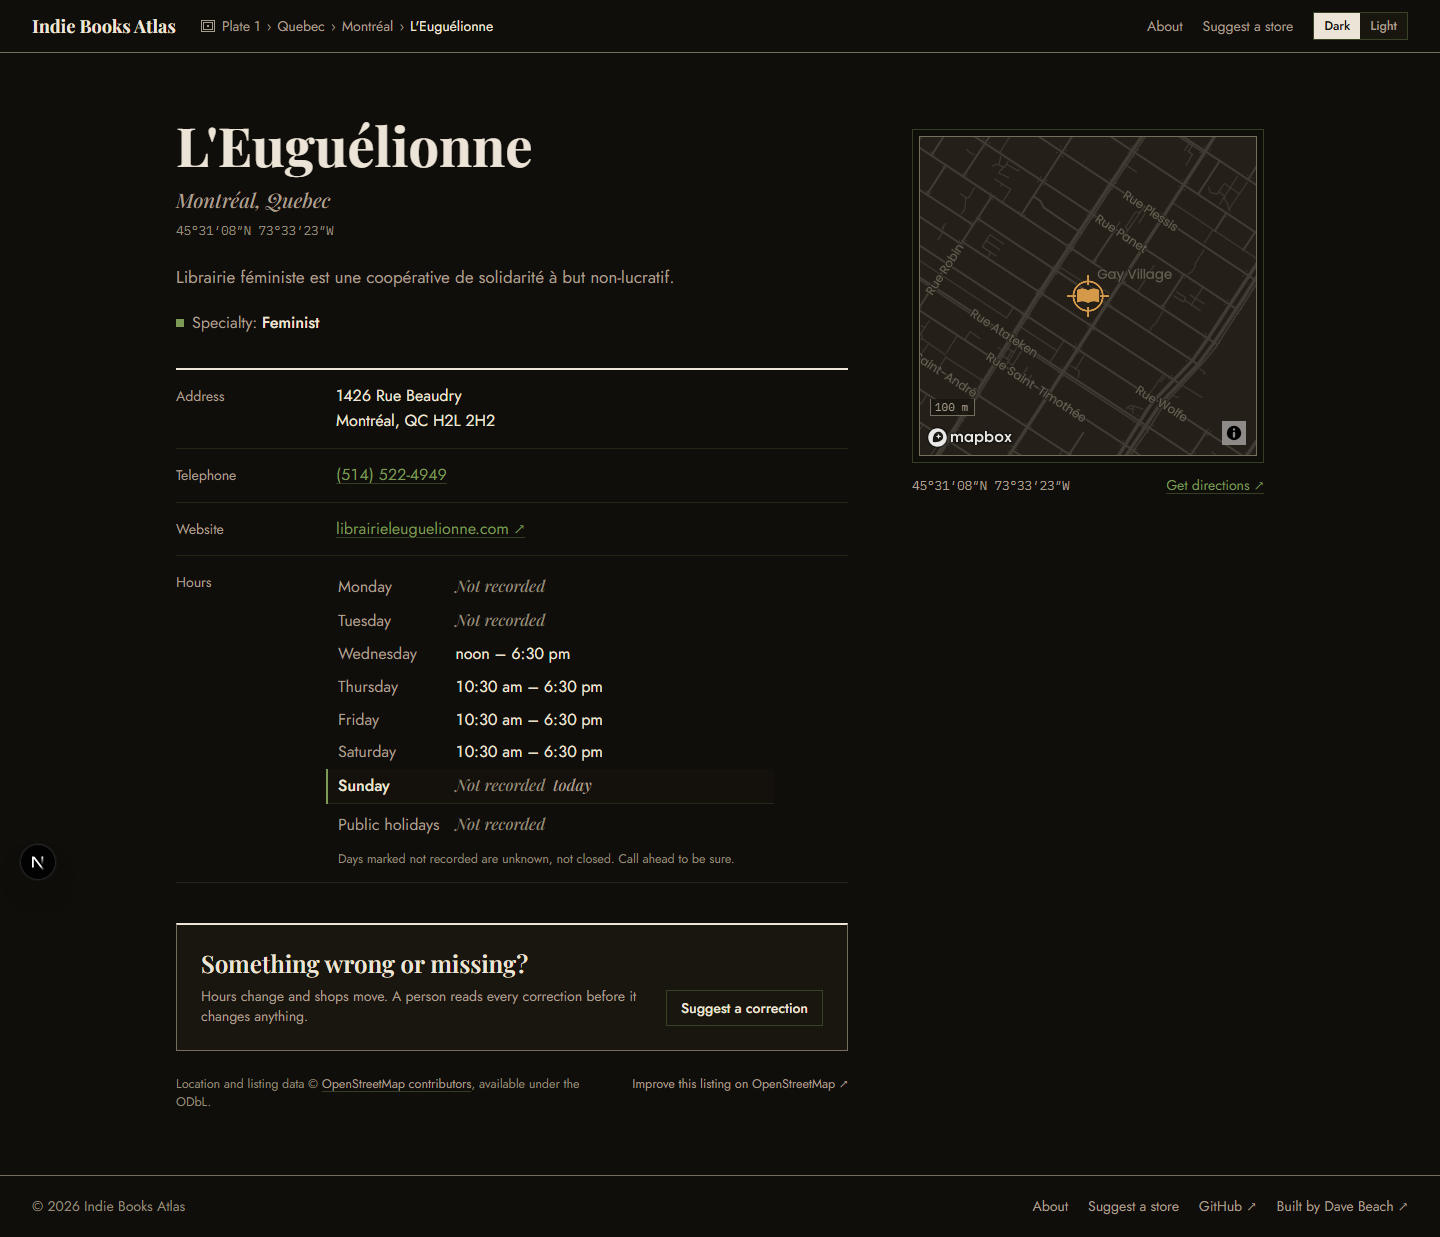 Indie Books Atlas
Plate 1 › Quebec › Montréal › L'Euguélionne
About
Suggest a store
Dark
Light
L'Euguélionne
Montréal, Quebec
45°31′08″N 73°33′23″W
Librairie féministe est une coopérative de solidarité à but non-lucratif.
Specialty: Feminist
Address
1426 Rue Beaudry
Montréal, QC H2L 2H2
Telephone
(514) 522-4949
Website
librairieleuguelionne.com ↗
Hours
Monday Not recorded
Tuesday Not recorded
Wednesday noon – 6:30 pm
Thursday 10:30 am – 6:30 pm
Friday 10:30 am – 6:30 pm
Saturday 10:30 am – 6:30 pm
Sunday Not recorded today
Public holidays Not recorded
Days marked not recorded are unknown, not closed. Call ahead to be sure.
Rue Plessis
Rue Panet
Rue Robin
Gay Village
Rue Atateken
Rue Saint-Timothée
Saint-André
Rue Wolfe
100 m
mapbox
45°31′08″N 73°33′23″W
Get directions ↗
Something wrong or missing?
Hours change and shops move. A person reads every correction before it
changes anything.
Suggest a correction
Location and listing data © OpenStreetMap contributors, available under the
ODbL.
Improve this listing on OpenStreetMap ↗
N
© 2026 Indie Books Atlas
About
Suggest a store
GitHub ↗
Built by Dave Beach ↗